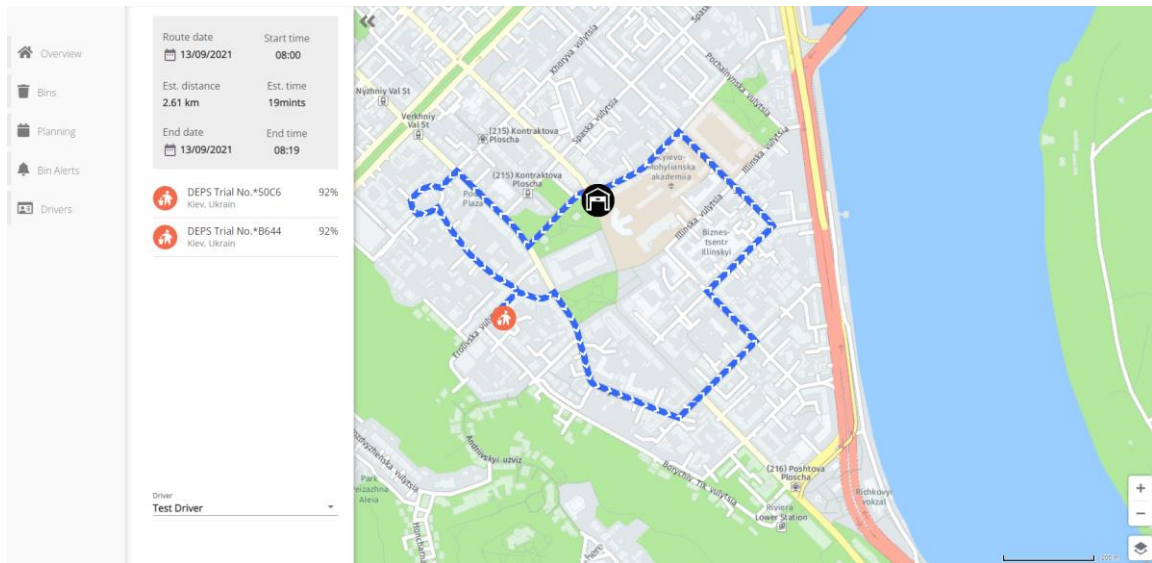 Overview
Bins
Planning
Bin Alerts
Drivers
Route date
Start time
13/09/2021
08:00
Est. distance
Est. time
2.61 km
19mints
End date
End time
13/09/2021
08:19
DEPS Trial No.*50C6
92%
Kiev, Ukrain
DEPS Trial No.*B644
92%
Kiev, Ukrain
Driver
Test Driver
Khoryva vulytsia
Pochainynska vulytsia
Nyzhniy Val St
Verkhniy
Val St
(215) Kontraktova
Ploscha
Spaska vulytsia
Illinska vulytsia
(215) Kontraktova
Ploscha
Plaza
akademiia
Illinska vulytsia
Biznes-
tsentr
Illinskyi
Andriivskyi uzviz
Park
Aleia
Borychiv Tik vulytsia
(216) Poshtova
Ploscha
Riviera
Lower Station
Richkovyi
vokzal
+
−
200 m